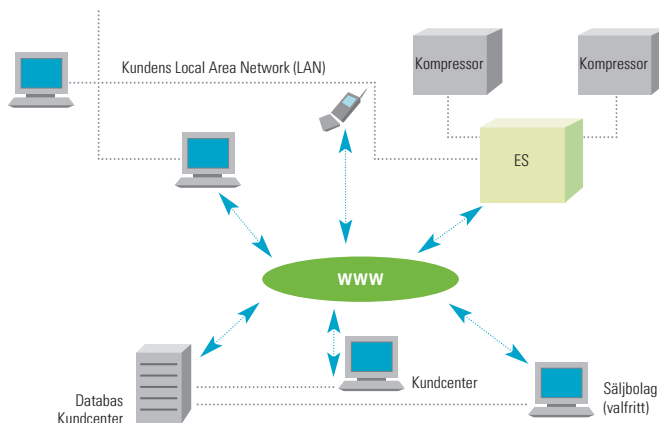 Kundens Local Area Network (LAN)
Kompressor
Kompressor
ES
WWW
Kundcenter
Databas
Kundcenter
Säljbolag
(valfritt)